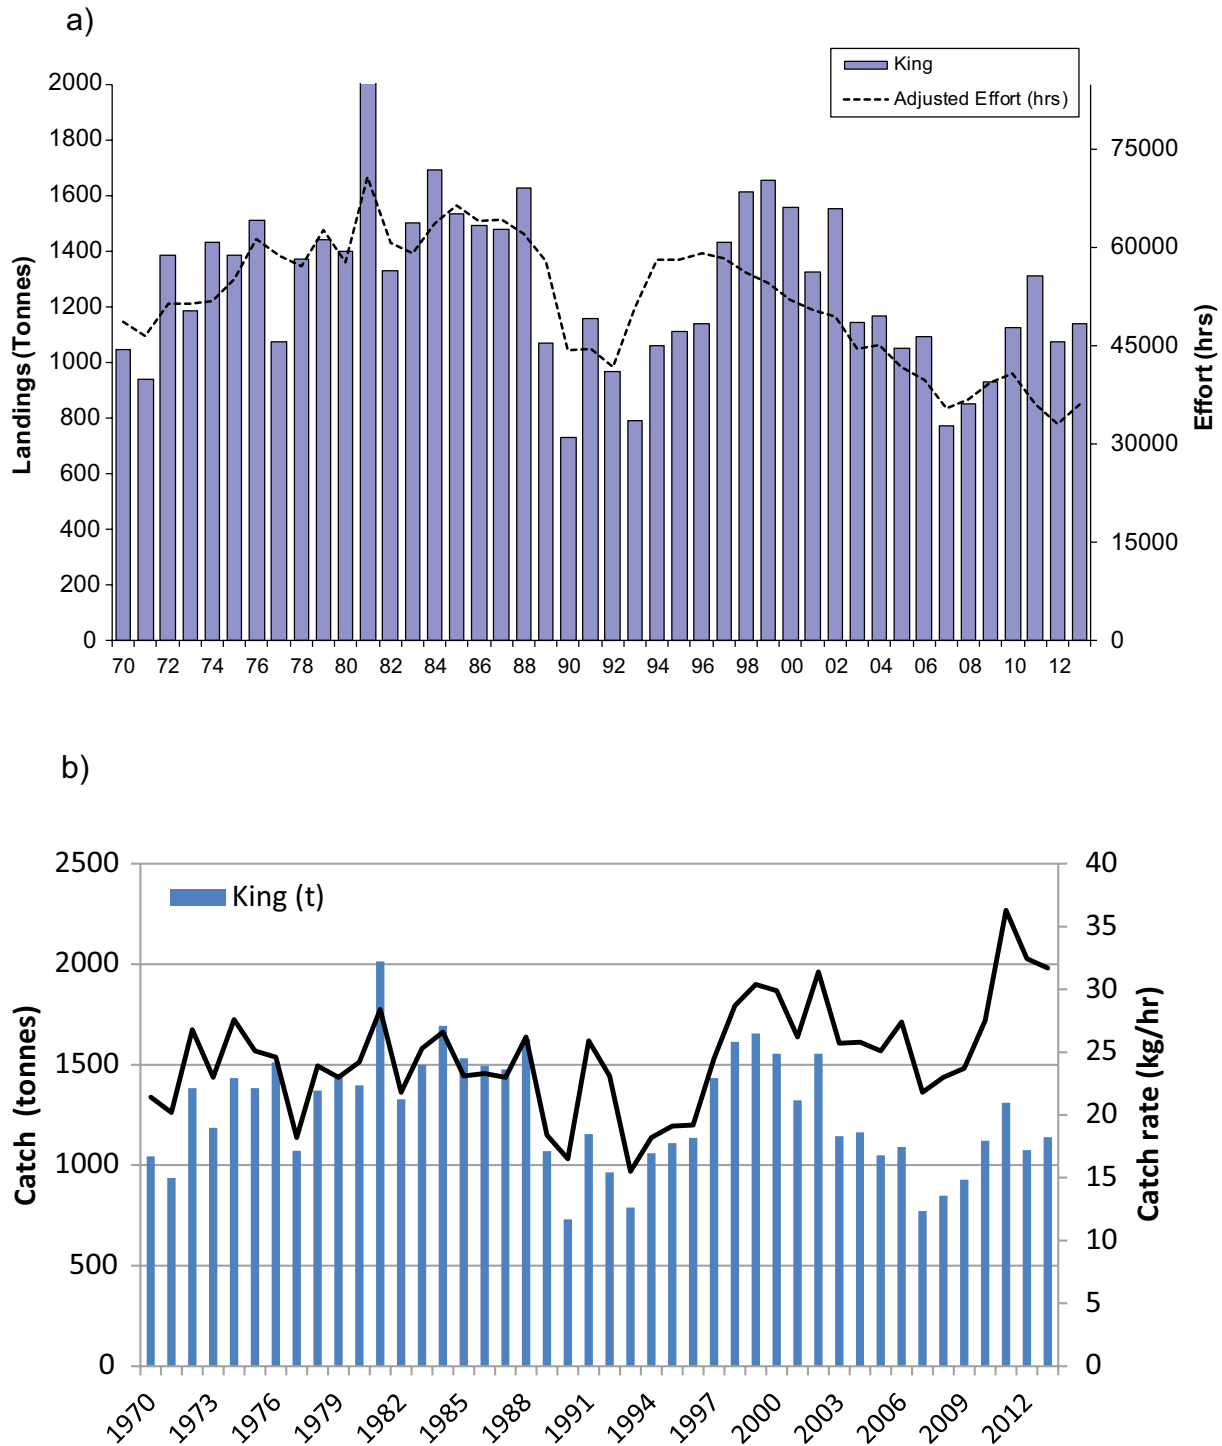 a)
King
Adjusted Effort (hrs)
2000
1800
1600
1400
1200
1000
800
600
400
200
0
Landings (Tonnes)
75000
60000
45000
30000
15000
0
Effort (hrs)
70 72 74 76 78 80 82 84 86 88 90 92 94 96 98 00 02 04 06 08 10 12
b)
King (t)
2500
2000
1500
1000
500
0
Catch (tonnes)
40
35
30
25
20
15
10
5
0
Catch rate (kg/hr)
1970 1973 1976 1979 1982 1985 1988 1991 1994 1997 2000 2003 2006 2009 2012